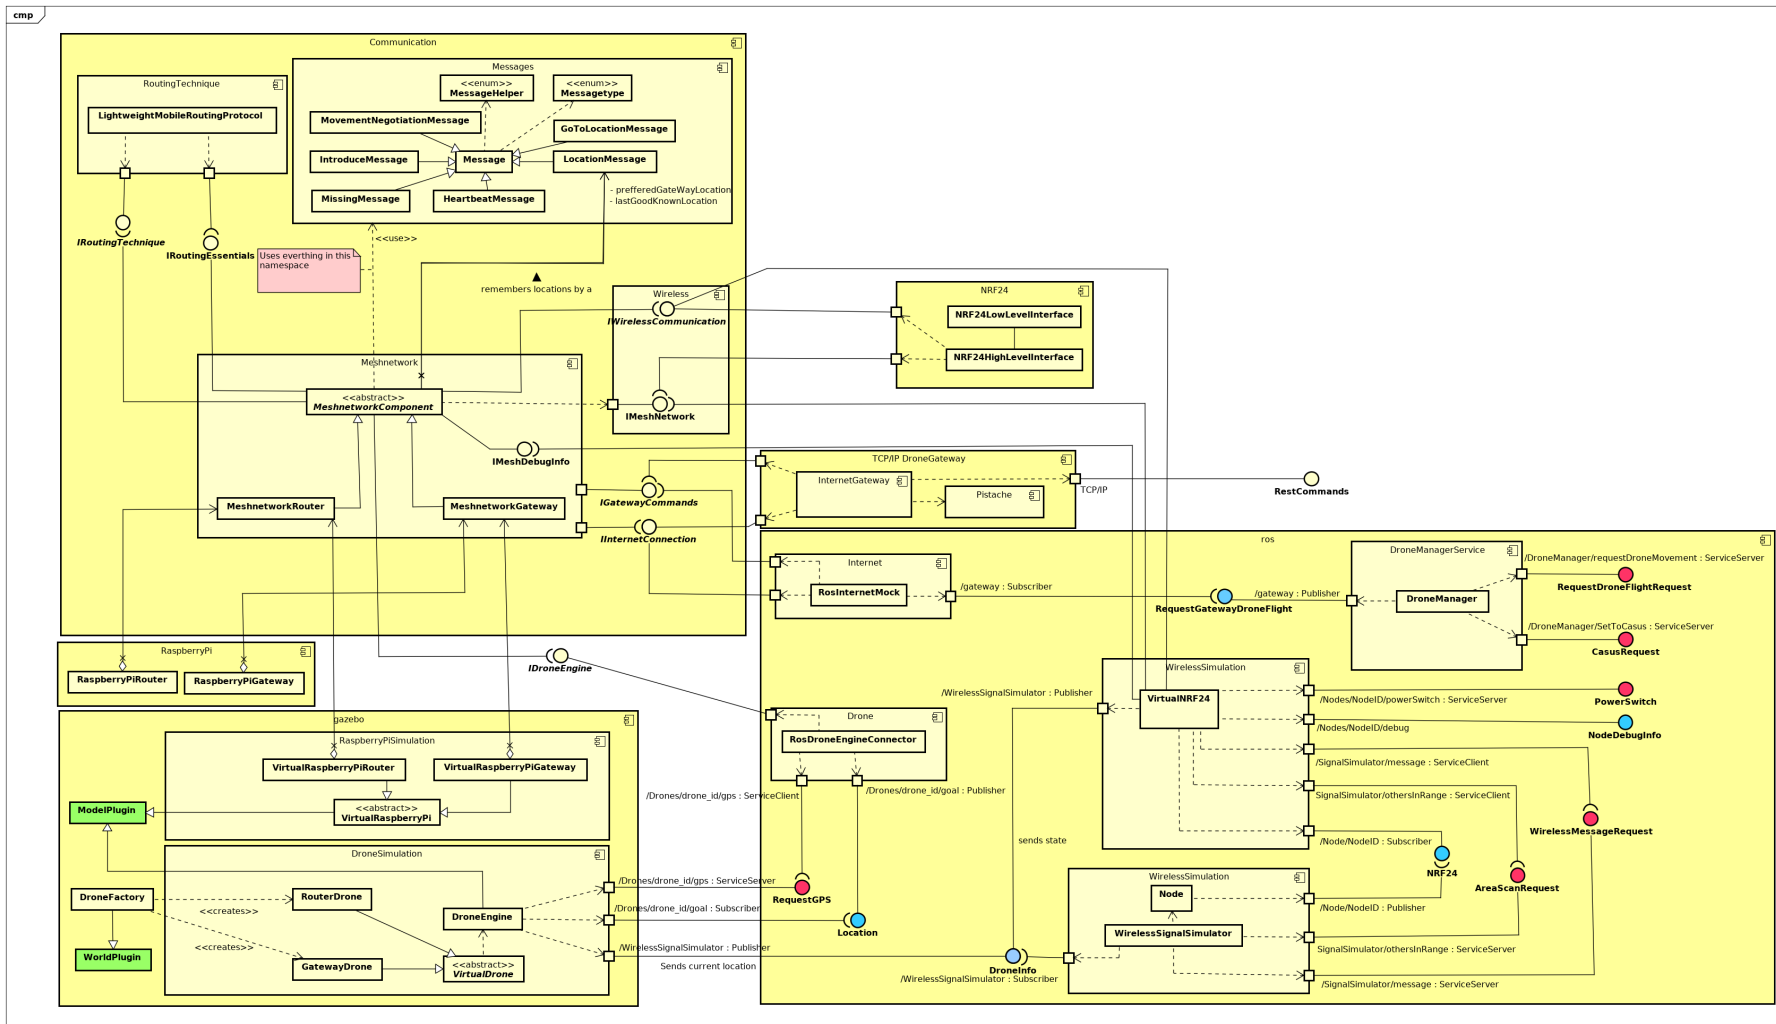 cmp
Communication
RoutingTechnique
LightweightMobileRoutingProtocol
IRoutingTechnique
IRoutingEssentials
Messages
<<enum>>
MessageHelper
<<enum>>
Messagetype
MovementNegotiationMessage
GoToLocationMessage
IntroduceMessage
Message
LocationMessage
MissingMessage
HeartbeatMessage
- prefferedGateWayLocation
- lastGoodKnownLocation
<<use>>
Uses everthing in this
namespace
remembers locations by a
Wireless
IWirelessCommunication
IMeshNetwork
NRF24
NRF24LowLevelInterface
NRF24HighLevelInterface
Meshnetwork
<<abstract>>
MeshnetworkComponent
IMeshDebugInfo
MeshnetworkRouter
MeshnetworkGateway
IGatewayCommands
IInternetConnection
TCP/IP DroneGateway
InternetGateway
Pistache
TCP/IP
RestCommands
ros
Internet
RosInternetMock
/gateway : Subscriber
RequestGatewayDroneFlight
/gateway : Publisher
DroneManagerService
DroneManager
/DroneManager/requestDroneMovement : ServiceServer
RequestDroneFlightRequest
/DroneManager/SetToCasus : ServiceServer
CasusRequest
RaspberryPi
RaspberryPiRouter
RaspberryPiGateway
IDroneEngine
WirelessSimulation
VirtualNRF24
/WirelessSignalSimulator : Publisher
/Nodes/NodeID/powerSwitch : ServiceServer
PowerSwitch
/Nodes/NodeID/debug
NodeDebugInfo
/SignalSimulator/message : ServiceClient
SignalSimulator/othersInRange : ServiceClient
WirelessMessageRequest
/Node/NodeID : Subscriber
NRF24
AreaScanRequest
Drone
RosDroneEngineConnector
/Drones/drone_id/gps : ServiceClient
/Drones/drone_id/goal : Publisher
sends state
gazebo
RaspberryPiSimulation
VirtualRaspberryPiRouter
VirtualRaspberryPiGateway
<<abstract>>
VirtualRaspberryPi
ModelPlugin
DroneSimulation
DroneFactory
RouterDrone
DroneEngine
<<creates>>
<<creates>>
WorldPlugin
GatewayDrone
<<abstract>>
VirtualDrone
/Drones/drone_id/gps : ServiceServer
RequestGPS
/Drones/drone_id/goal : Subscriber
Location
/WirelessSignalSimulator : Publisher
Sends current location
DroneInfo
/WirelessSignalSimulator : Subscriber
WirelessSimulation
Node
WirelessSignalSimulator
/Node/NodeID : Publisher
SignalSimulator/othersInRange : ServiceServer
/SignalSimulator/message : ServiceServer